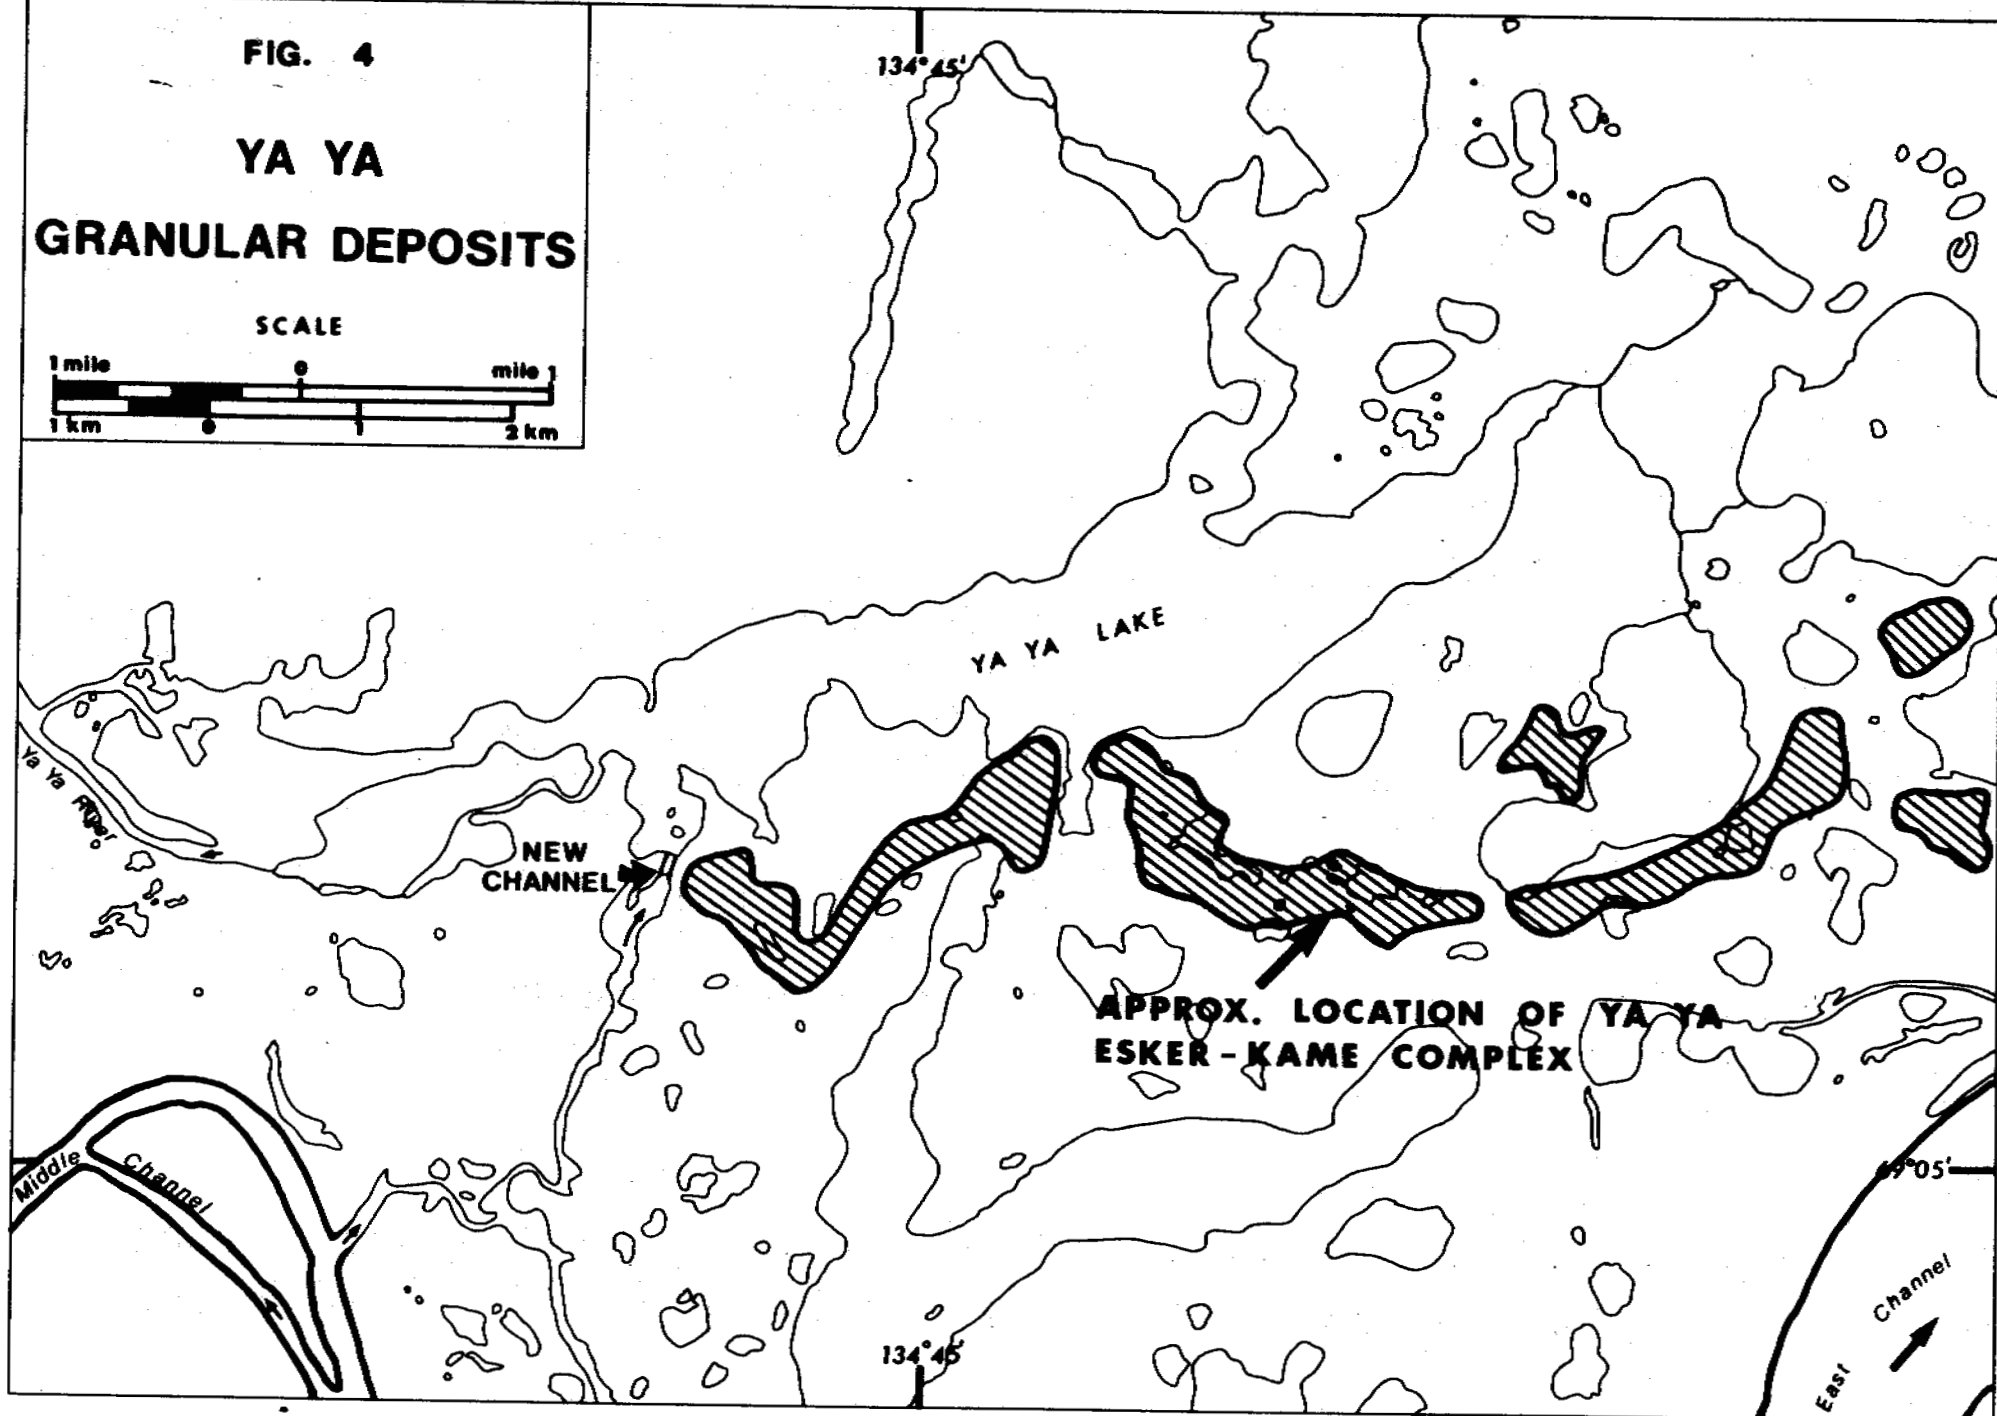 FIG. 4
YA YA
GRANULAR DEPOSITS
SCALE
1 mile 0 mile 1
1 km 0 1 2 km
134°45'
YA YA LAKE
Ya Ya River
NEW
CHANNEL
APPROX. LOCATION OF YA YA
ESKER-KAME COMPLEX
Middle Channel
69°05'
East Channel
134°45'